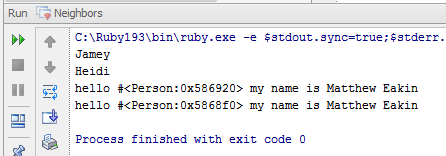 Run Neighbors
C:\Ruby193\bin\ruby.exe -e $stdout.sync=true;$stderr.
Jamey
Heidi
hello #<Person:0x586920> my name is Matthew Eakin
hello #<Person:0x5868f0> my name is Matthew Eakin
Process finished with exit code 0